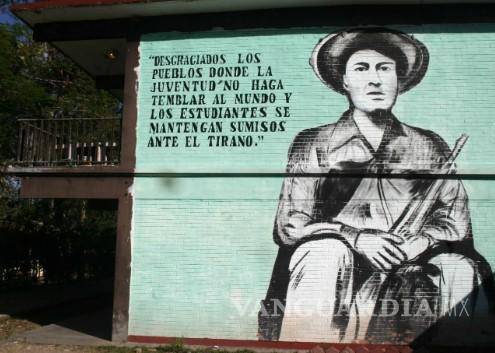 "DESGRACIADOS LOS
PUEBLOS DONDE LA
JUVENTUD NO HAGA
TEMBLAR AL MUNDO Y
LOS ESTUDIANTES SE
MANTENGAN SUMISOS
ANTE EL TIRANO."
VANGUARDIA MX